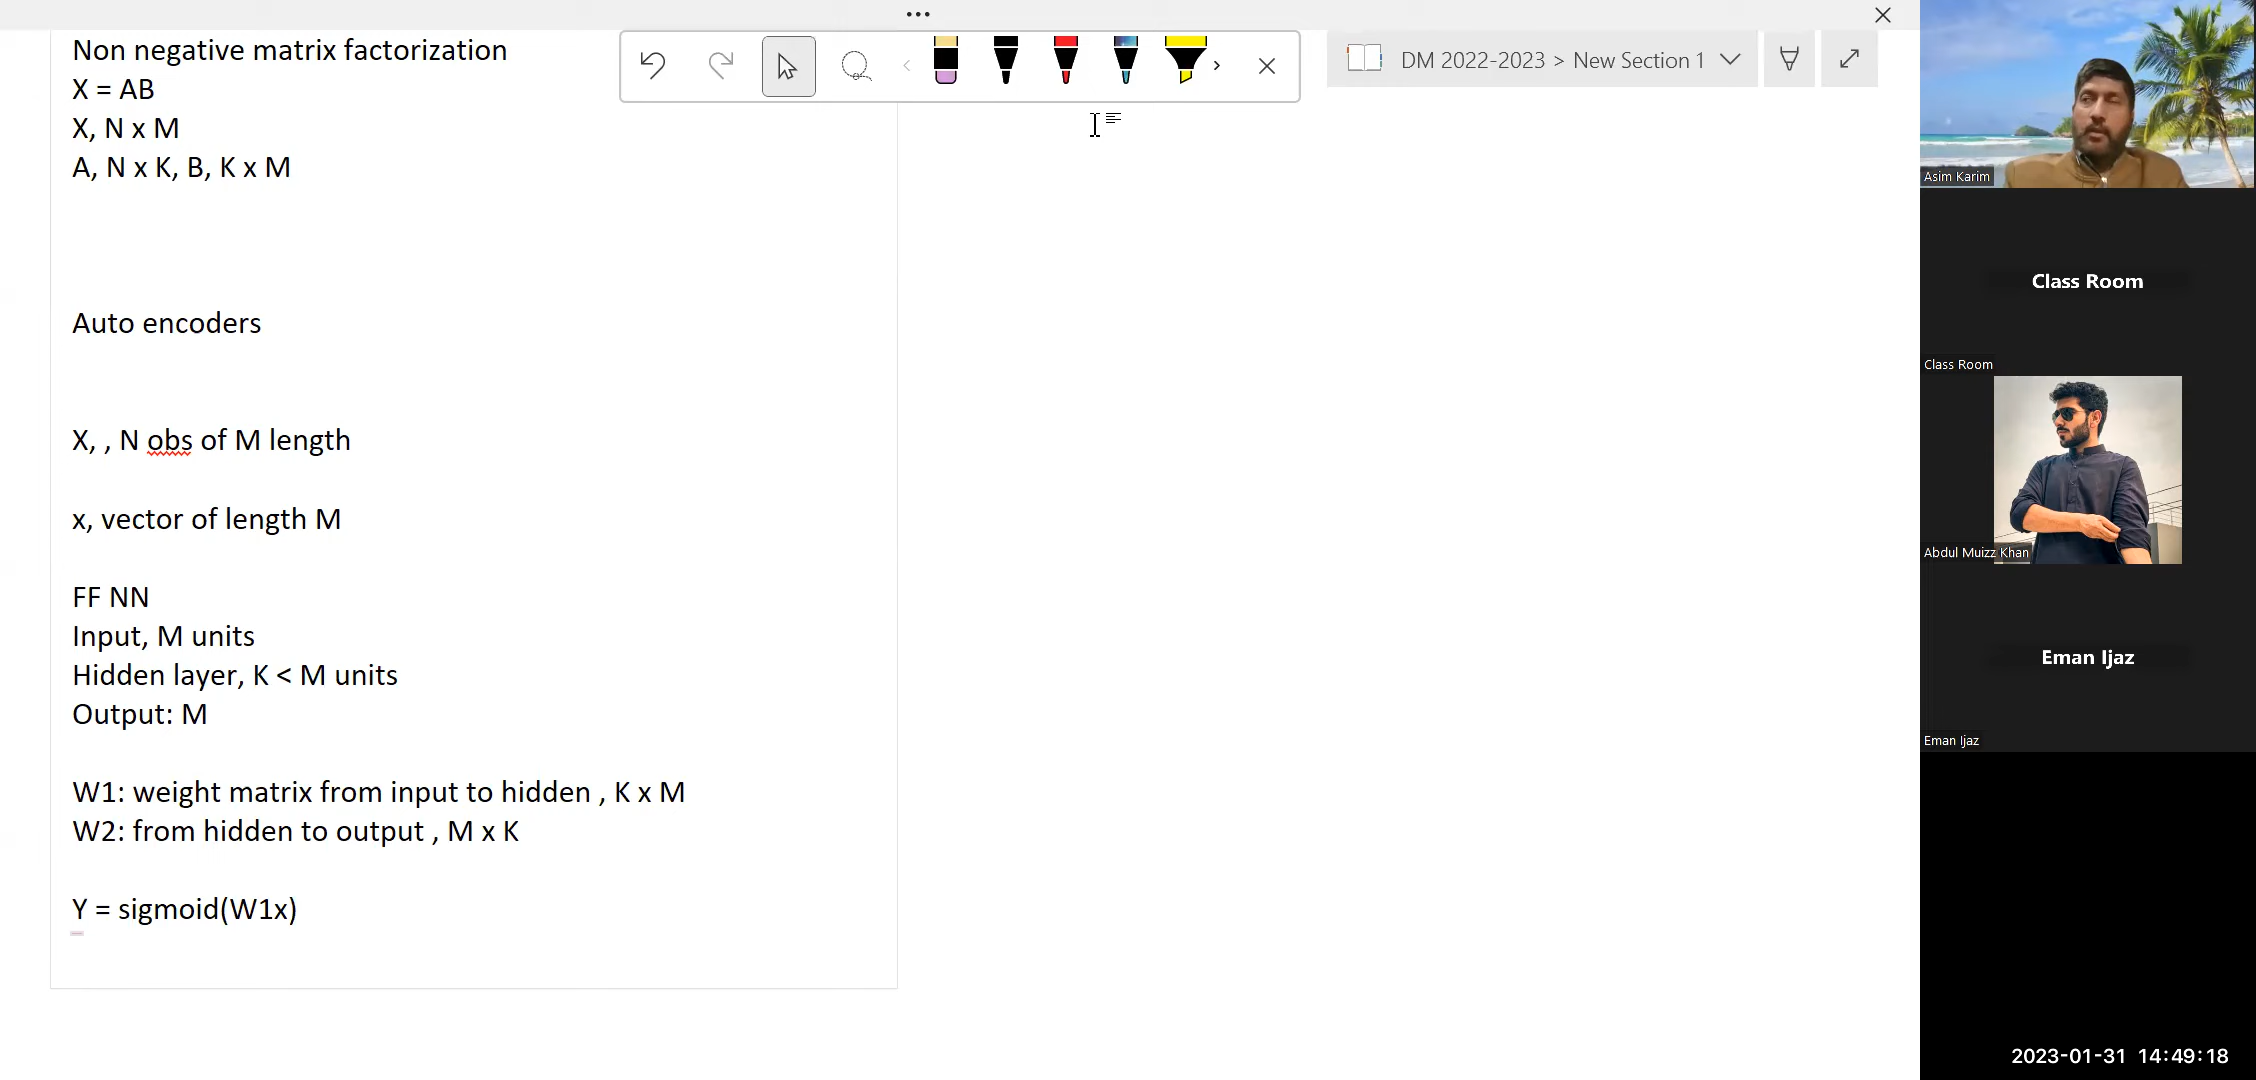 Non negative matrix factorization
X = AB
X, N x M
A, N x K, B, K x M
Auto encoders
X, , N obs of M length
x, vector of length M
FF NN
Input, M units
Hidden layer, K < M units
Output: M
W1: weight matrix from input to hidden , K x M
W2: from hidden to output , M x K
Y = sigmoid(W1x)
DM 2022-2023 > New Section 1
Asim Karim
Class Room
Class Room
Abdul Muizz Khan
Eman Ijaz
Eman Ijaz
2023-01-31 14:49:18